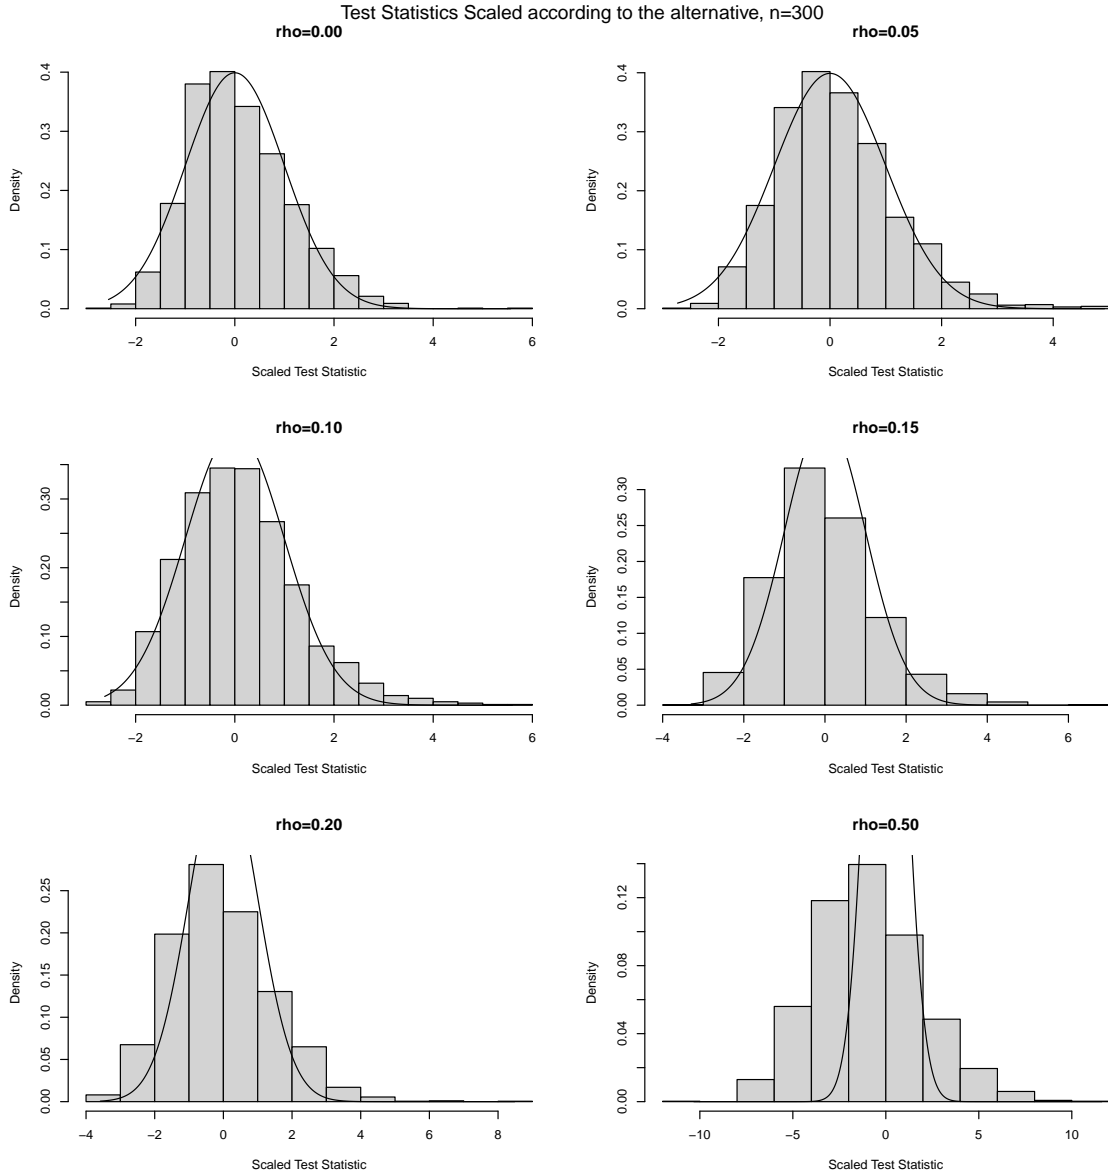 Test Statistics Scaled according to the alternative, n=300
rho=0.00
Density
0.0 0.1 0.2 0.3 0.4
−2 0 2 4 6
Scaled Test Statistic
rho=0.05
Density
0.0 0.1 0.2 0.3 0.4
−2 0 2 4
Scaled Test Statistic
rho=0.10
Density
0.00 0.10 0.20 0.30
−2 0 2 4 6
Scaled Test Statistic
rho=0.15
Density
0.00 0.05 0.10 0.15 0.20 0.25 0.30
−4 −2 0 2 4 6
Scaled Test Statistic
rho=0.20
Density
0.00 0.05 0.10 0.15 0.20 0.25
−4 −2 0 2 4 6 8
Scaled Test Statistic
rho=0.50
Density
0.00 0.04 0.08 0.12
−10 −5 0 5 10
Scaled Test Statistic